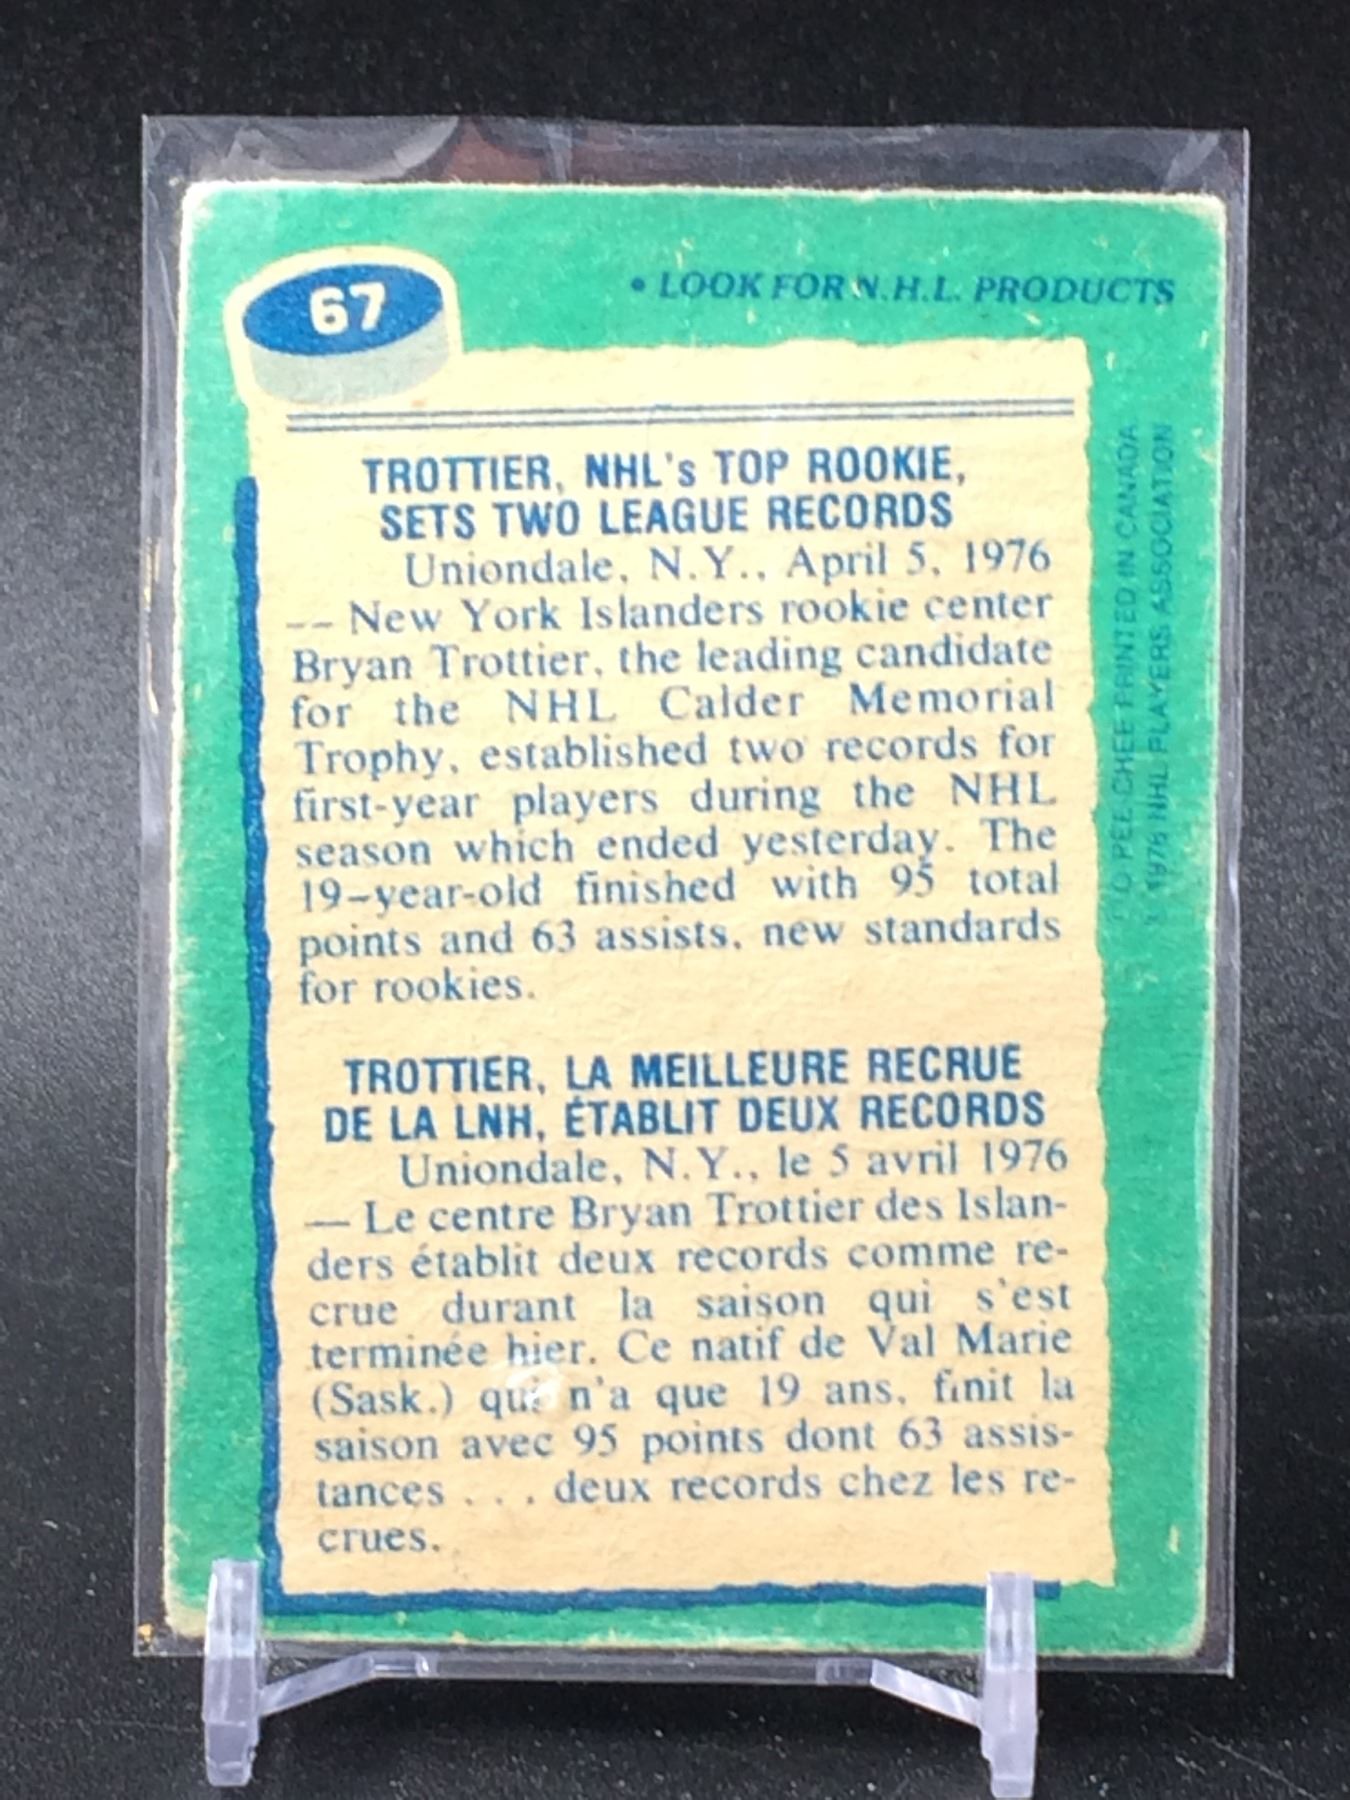 67
• LOOK FOR N.H.L. PRODUCTS
TROTTIER, NHL's TOP ROOKIE,
SETS TWO LEAGUE RECORDS
Uniondale, N.Y., April 5, 1976
-- New York Islanders rookie center
Bryan Trottier, the leading candidate
for the NHL Calder Memorial
Trophy, established two records for
first-year players during the NHL
season which ended yesterday. The
19-year-old finished with 95 total
points and 63 assists, new standards
for rookies.
TROTTIER, LA MEILLEURE RECRUE
DE LA LNH, ÉTABLIT DEUX RECORDS
Uniondale, N.Y., le 5 avril 1976
— Le centre Bryan Trottier des Islan-
ders établit deux records comme re-
crue durant la saison qui s'est
terminée hier. Ce natif de Val Marie
(Sask.) qui n'a que 19 ans, finit la
saison avec 95 points dont 63 assis-
tances . . . deux records chez les re-
crues.
O PEE CHEE PRINTED IN CANADA
1976 NHL PLAYERS ASSOCIATION